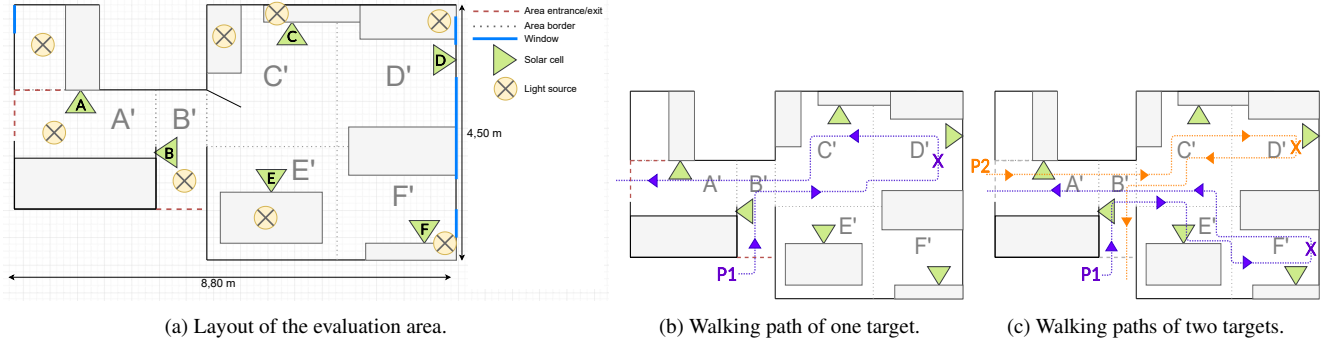 Area entrance/exit
Area border
Window
Solar cell
Light source
A
B
C
D
E
F
A'
B'
C'
D'
E'
F'
4,50 m
8,80 m
(a) Layout of the evaluation area.
C'
D'
X
A'
B'
E'
F'
P1
(b) Walking path of one target.
P2
C'
D'
X
A'
B'
E'
F'
X
P1
(c) Walking paths of two targets.